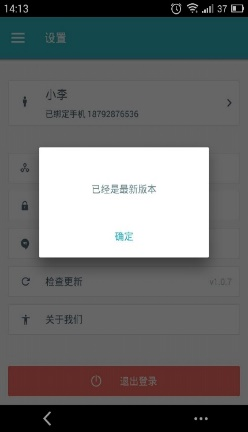 14:13
37
设置
小李
已绑定手机 18792876536
已经是最新版本
确定
检查更新
v1.0.7
关于我们
退出登录